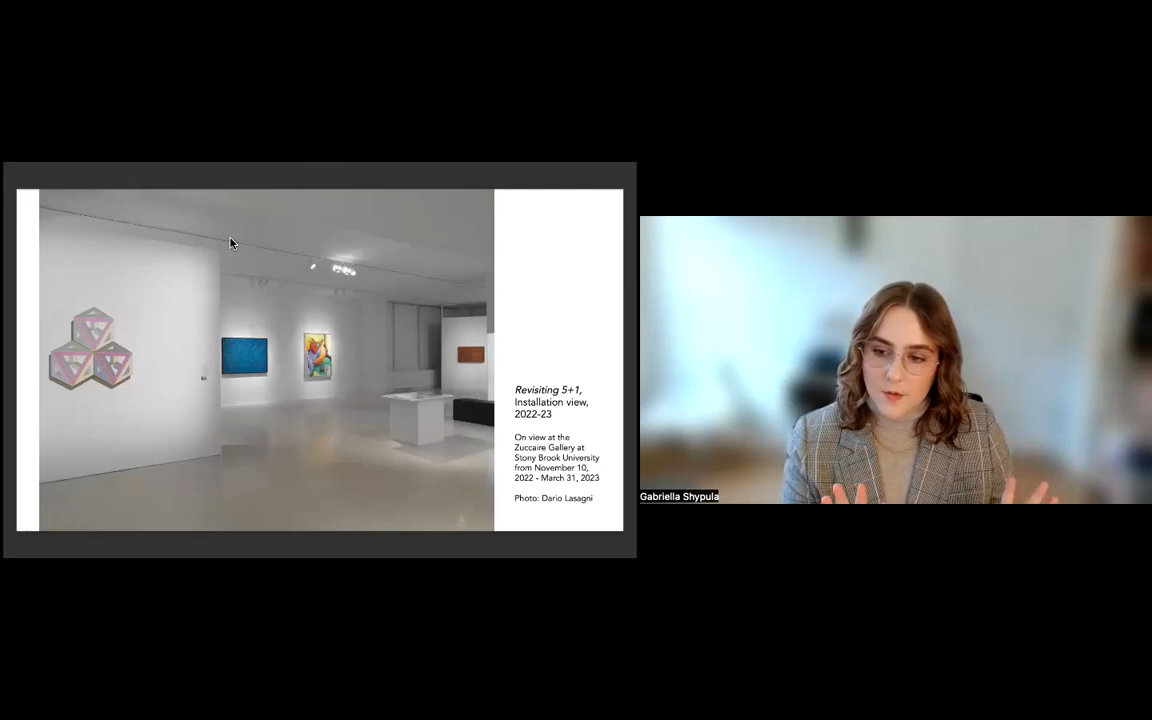 Revisiting 5+1,
Installation view,
2022-23
On view at the
Zuccaire Gallery at
Stony Brook University
from November 10,
2022 - March 31, 2023
Photo: Dario Lasagni
Gabriella Shypula